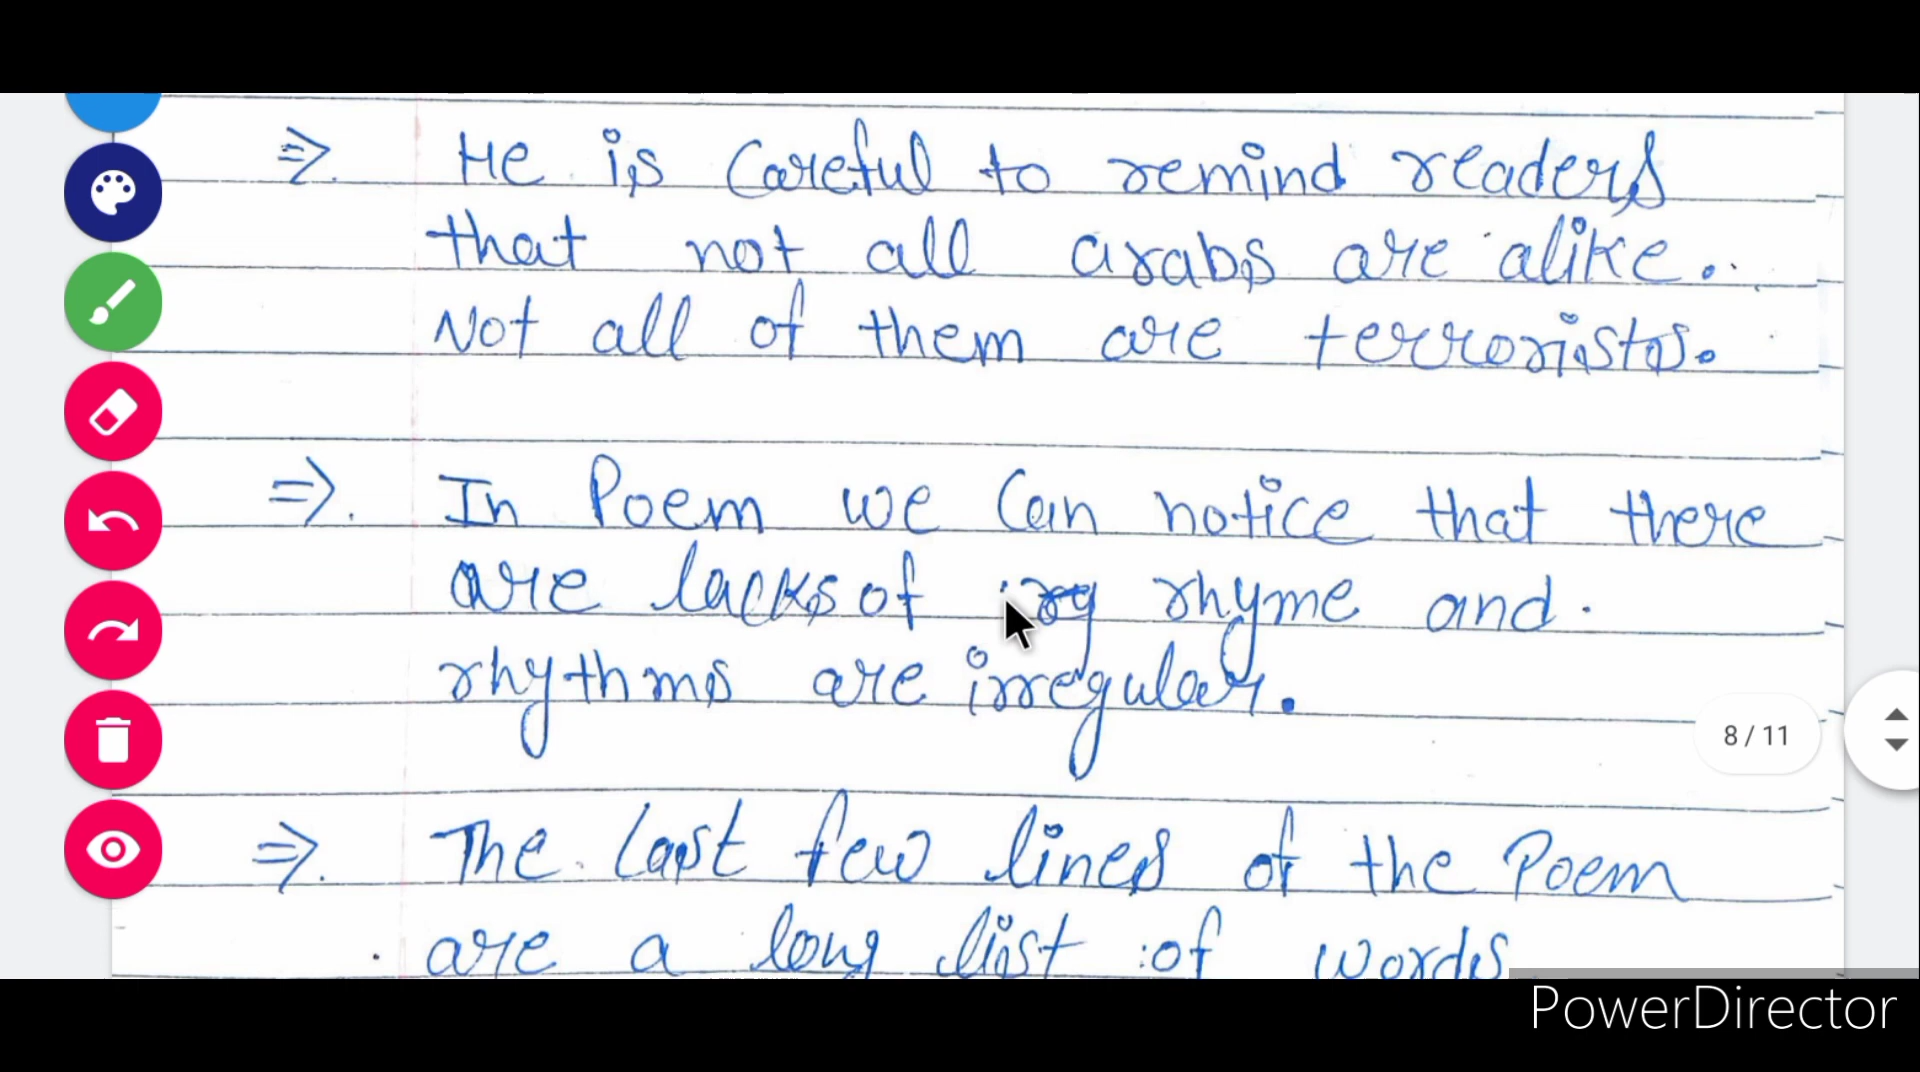 ⇒. He is Careful to remind readers
that not all arabs are alike.
Not all of them are terrorists.
⇒. In Poem we Can notice that there
are lacks of rhyme and
rhythms are irregular.
8 / 11
⇒. The last few lines of the Poem
are a long list of words
PowerDirector